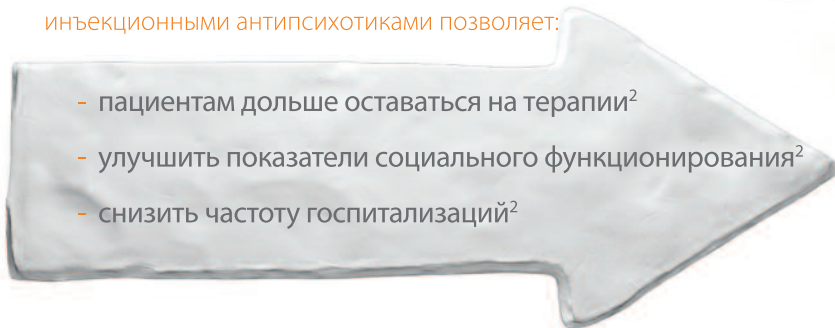 инъекционными антипсихотиками позволяет:
- пациентам дольше оставаться на терапии²
- улучшить показатели социального функционирования²
- снизить частоту госпитализаций²